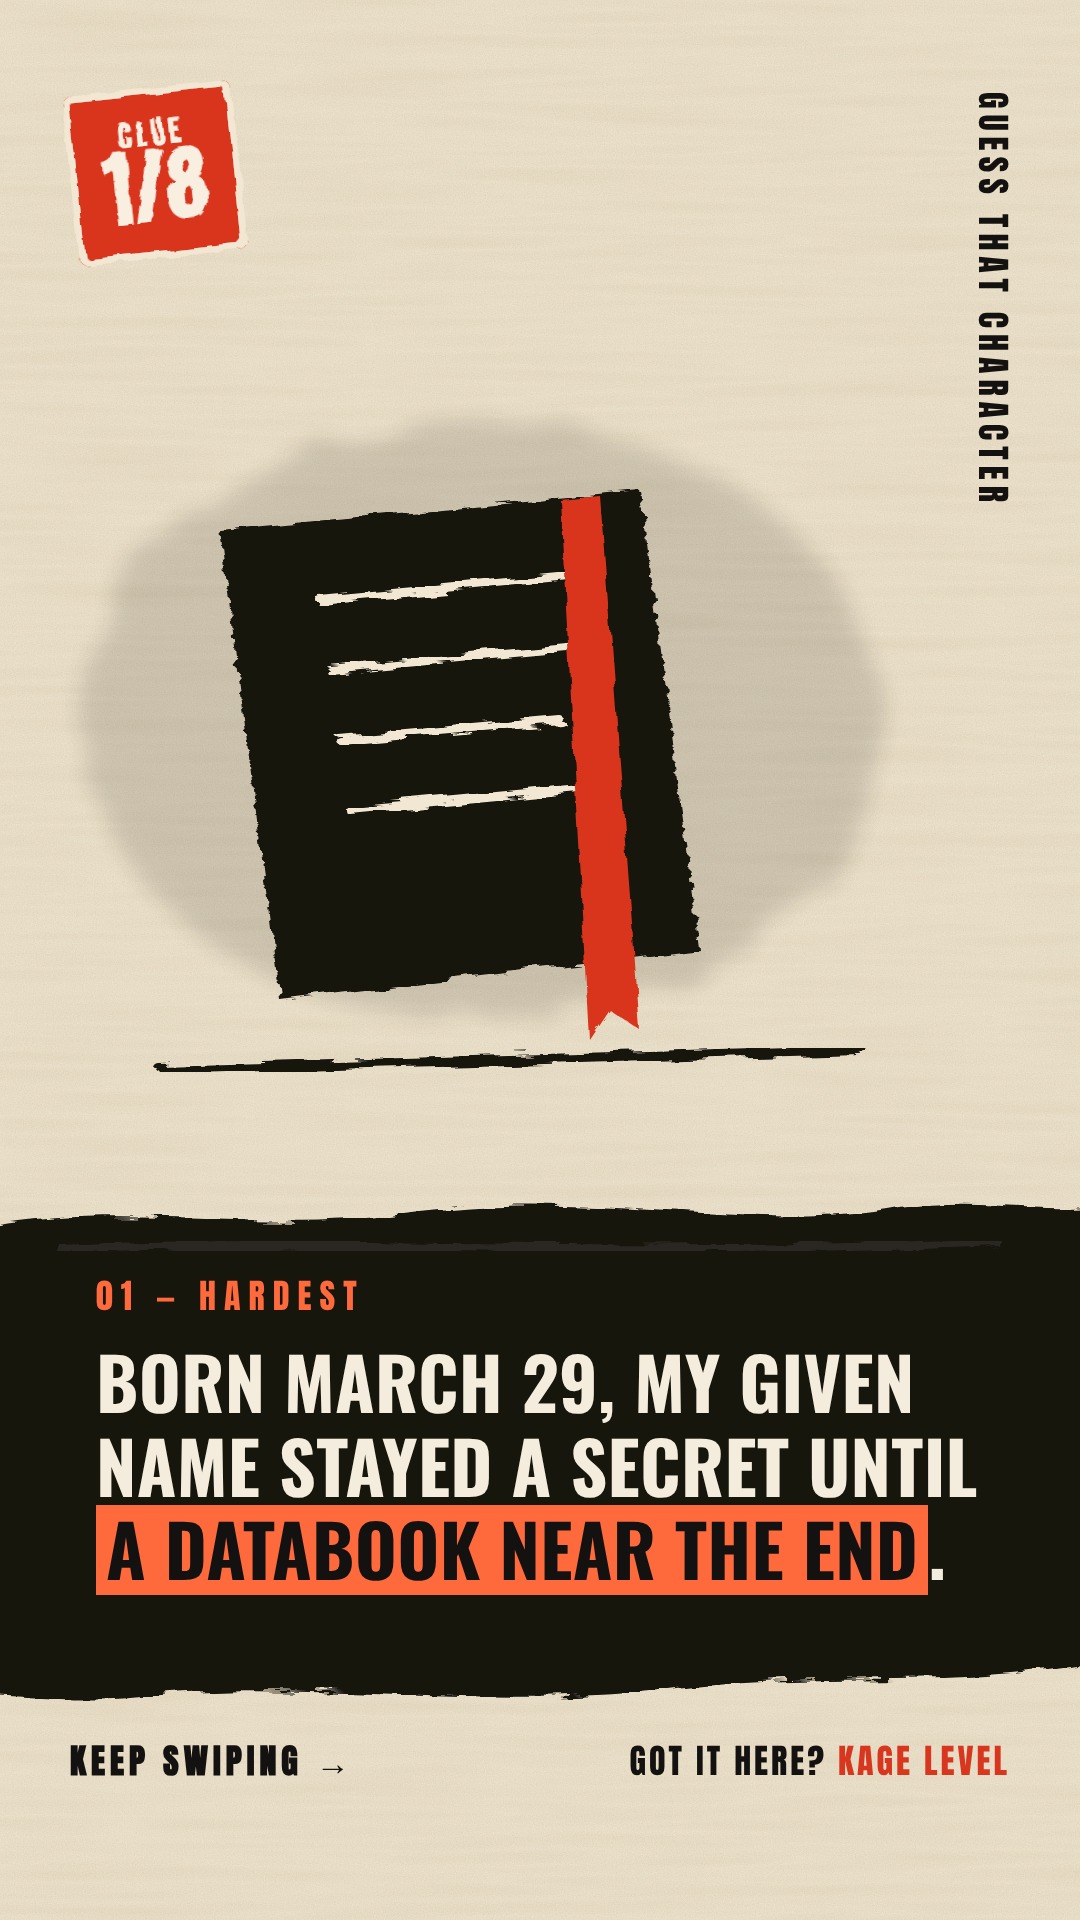 CLUE
1/8
GUESS THAT CHARACTER
01 – HARDEST
BORN MARCH 29, MY GIVEN
NAME STAYED A SECRET UNTIL
A DATABOOK NEAR THE END.
KEEP SWIPING →
GOT IT HERE? KAGE LEVEL